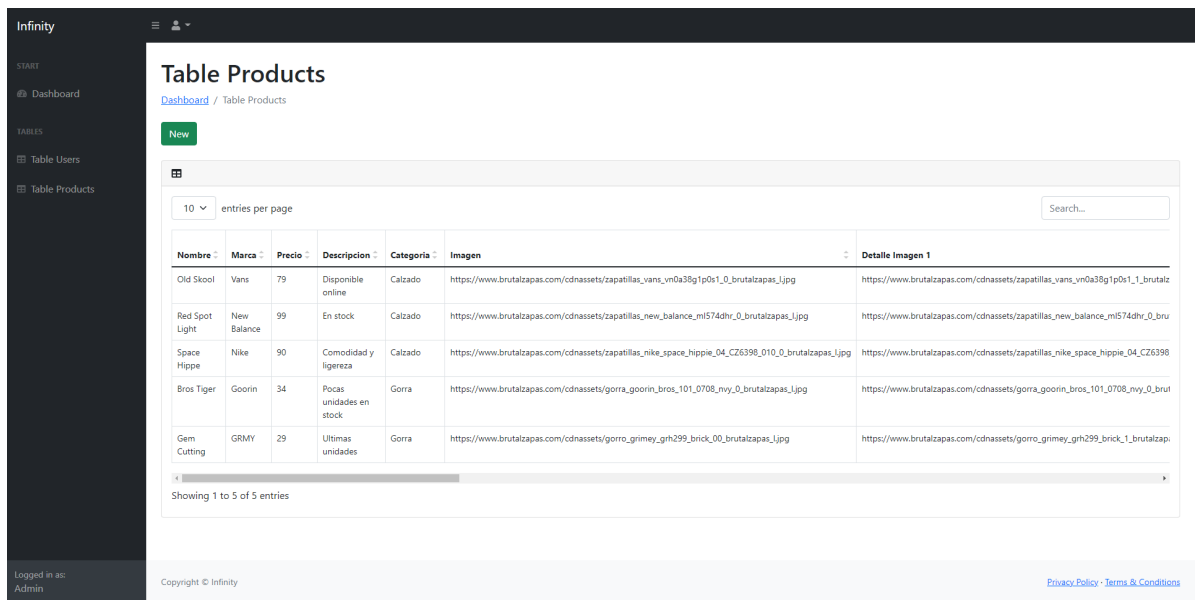 Infinity
START
Dashboard
TABLES
Table Users
Table Products
Logged in as:
Admin
Table Products
Dashboard / Table Products
New
10 entries per page
Search...
Nombre Marca Precio Descripcion Categoria Imagen Detalle Imagen 1
Old Skool Vans 79 Disponible online Calzado https://www.brutalzapas.com/cdnassets/zapatillas_vans_vn0a38g1p0s1_0_brutalzapas_l.jpg https://www.brutalzapas.com/cdnassets/zapatillas_vans_vn0a38g1p0s1_1_brutalz
Red Spot Light New Balance 99 En stock Calzado https://www.brutalzapas.com/cdnassets/zapatillas_new_balance_ml574dhr_0_brutalzapas_l.jpg https://www.brutalzapas.com/cdnassets/zapatillas_new_balance_ml574dhr_0_bru
Space Hippe Nike 90 Comodidad y ligereza Calzado https://www.brutalzapas.com/cdnassets/zapatillas_nike_space_hippie_04_CZ6398_010_0_brutalzapas_l.jpg https://www.brutalzapas.com/cdnassets/zapatillas_nike_space_hippie_04_CZ6398
Bros Tiger Goorin 34 Pocas unidades en stock Gorra https://www.brutalzapas.com/cdnassets/gorra_goorin_bros_101_0708_nvy_0_brutalzapas_l.jpg https://www.brutalzapas.com/cdnassets/gorra_goorin_bros_101_0708_nvy_0_brut
Gem Cutting GRMY 29 Ultimas unidades Gorra https://www.brutalzapas.com/cdnassets/gorro_grimey_grh299_brick_00_brutalzapas_l.jpg https://www.brutalzapas.com/cdnassets/gorro_grimey_grh299_brick_1_brutalzap
Showing 1 to 5 of 5 entries
Copyright © Infinity
Privacy Policy · Terms & Conditions